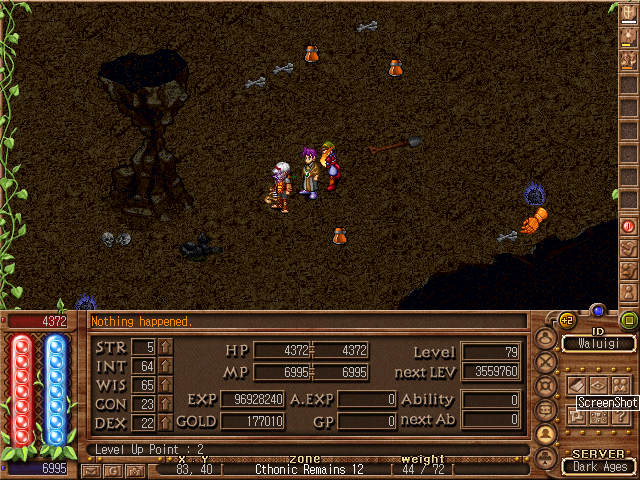 4372
Nothing happened.
+2
ID
Waluigi
STR 5
INT 64
WIS 65
CON 23
DEX 22
HP 4372 4372
MP 6995 6995
Level 79
next LEV 3559760
EXP 96928240
A.EXP 0
Ability 0
GOLD 177010
GP 0
next Ab 0
ScreenShot
Level Up Point : 2
6995
G
X Y zone weight
83, 40 [ Cthonic Remains 12 ] [ 44 / 72 ]
?
SERVER
Dark Ages